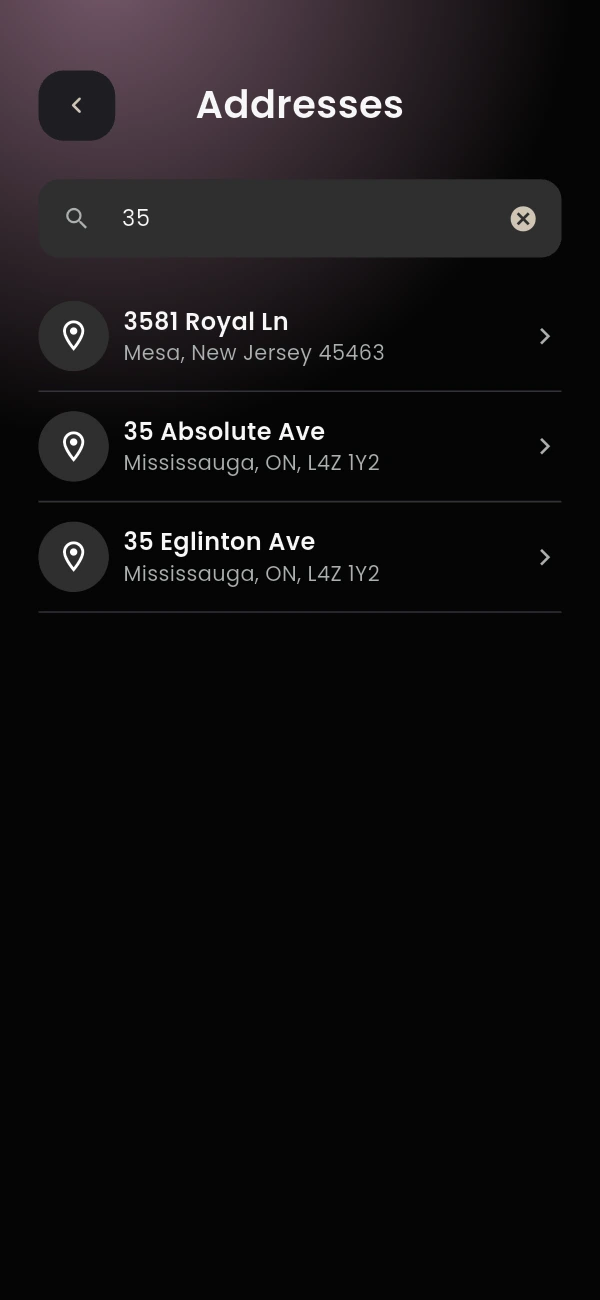 Addresses
35
3581 Royal Ln
Mesa, New Jersey 45463
35 Absolute Ave
Mississauga, ON, L4Z 1Y2
35 Eglinton Ave
Mississauga, ON, L4Z 1Y2